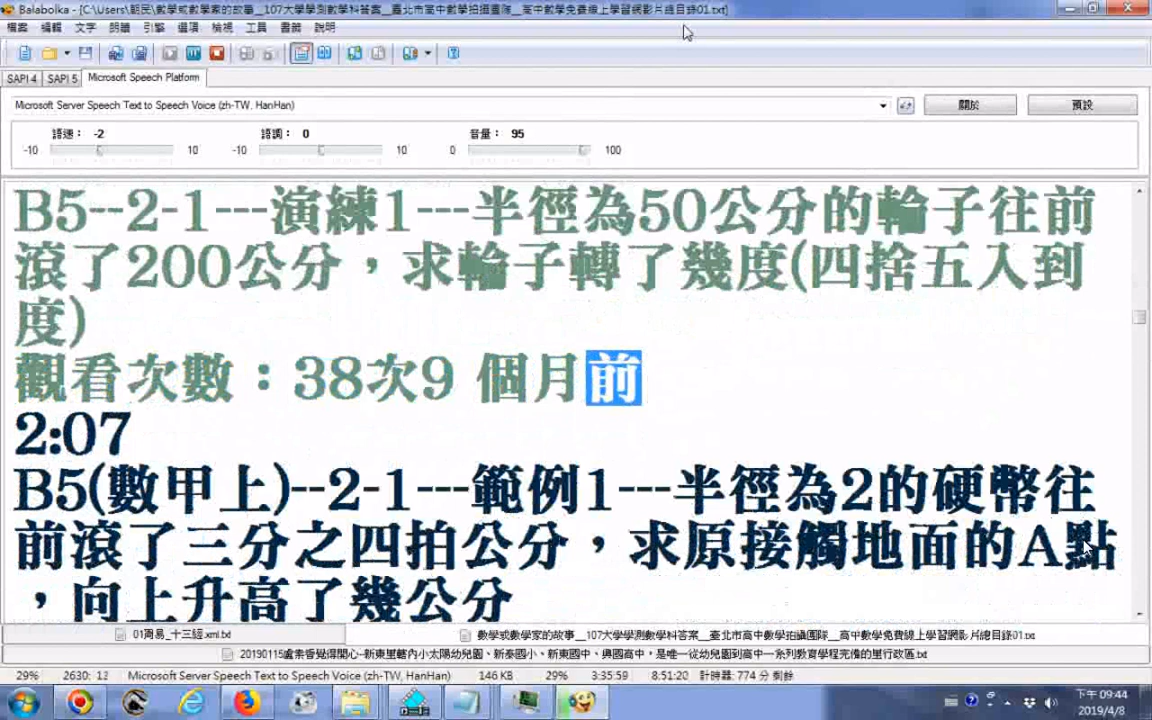 Balabolka - [C:\Users\朝民\數學或數學家的故事__107大學學測數學科答案__臺北市高中數學拍攝團隊__高中數學免費線上學習網影片總目錄01.txt]
檔案 編輯 文字 朗讀 引擎 選項 檢視 工具 書籤 說明
SAPI 4 SAPI 5 Microsoft Speech Platform
Microsoft Server Speech Text to Speech Voice (zh-TW, HanHan) 關於 預設
語速： -2 語調： 0 音量： 95
-10 10 -10 10 0 100
B5--2-1---演練1---半徑為50公分的輪子往前
滾了200公分，求輪子轉了幾度(四捨五入到
度)
觀看次數：38次9 個月前
2:07
B5(數甲上)--2-1---範例1---半徑為2的硬幣往
前滾了三分之四拍公分，求原接觸地面的A點
，向上升高了幾公分
01周易_十三經.xml.txt 數學或數學家的故事__107大學學測數學科答案__臺北市高中數學拍攝團隊__高中數學免費線上學習網影片總目錄01.txt
20190115盧素香覺得開心--新東里轄內小太陽幼兒園、新泰國小、新東國中、興國高中，是唯一從幼兒園到高中一系列教育學程完備的里行政區.txt
29% 2630: 12 Microsoft Server Speech Text to Speech Voice (zh-TW, HanHan) 146 KB 29% 3:35:59 8:51:20 計時器: 774 分 剩餘
下午 09:44
2019/4/8